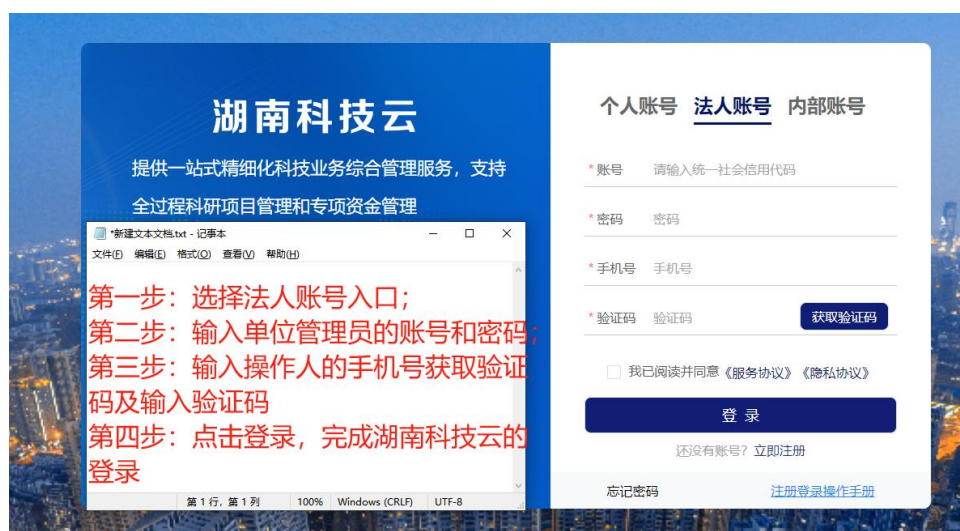 湖南科技云
提供一站式精细化科技业务综合管理服务，支持
全过程科研项目管理和专项资金管理
*新建文本文档.txt - 记事本
文件(F) 编辑(E) 格式(O) 查看(V) 帮助(H)
第一步：选择法人账号入口；
第二步：输入单位管理员的账号和密码；
第三步：输入操作人的手机号获取验证
码及输入验证码
第四步：点击登录，完成湖南科技云的
登录
第 1 行，第 1 列 100% Windows (CRLF) UTF-8
个人账号 法人账号 内部账号
*账号 请输入统一社会信用代码
*密码 密码
*手机号 手机号
*验证码 验证码 获取验证码
我已阅读并同意《服务协议》《隐私协议》
登 录
还没有账号？立即注册
忘记密码 注册登录操作手册